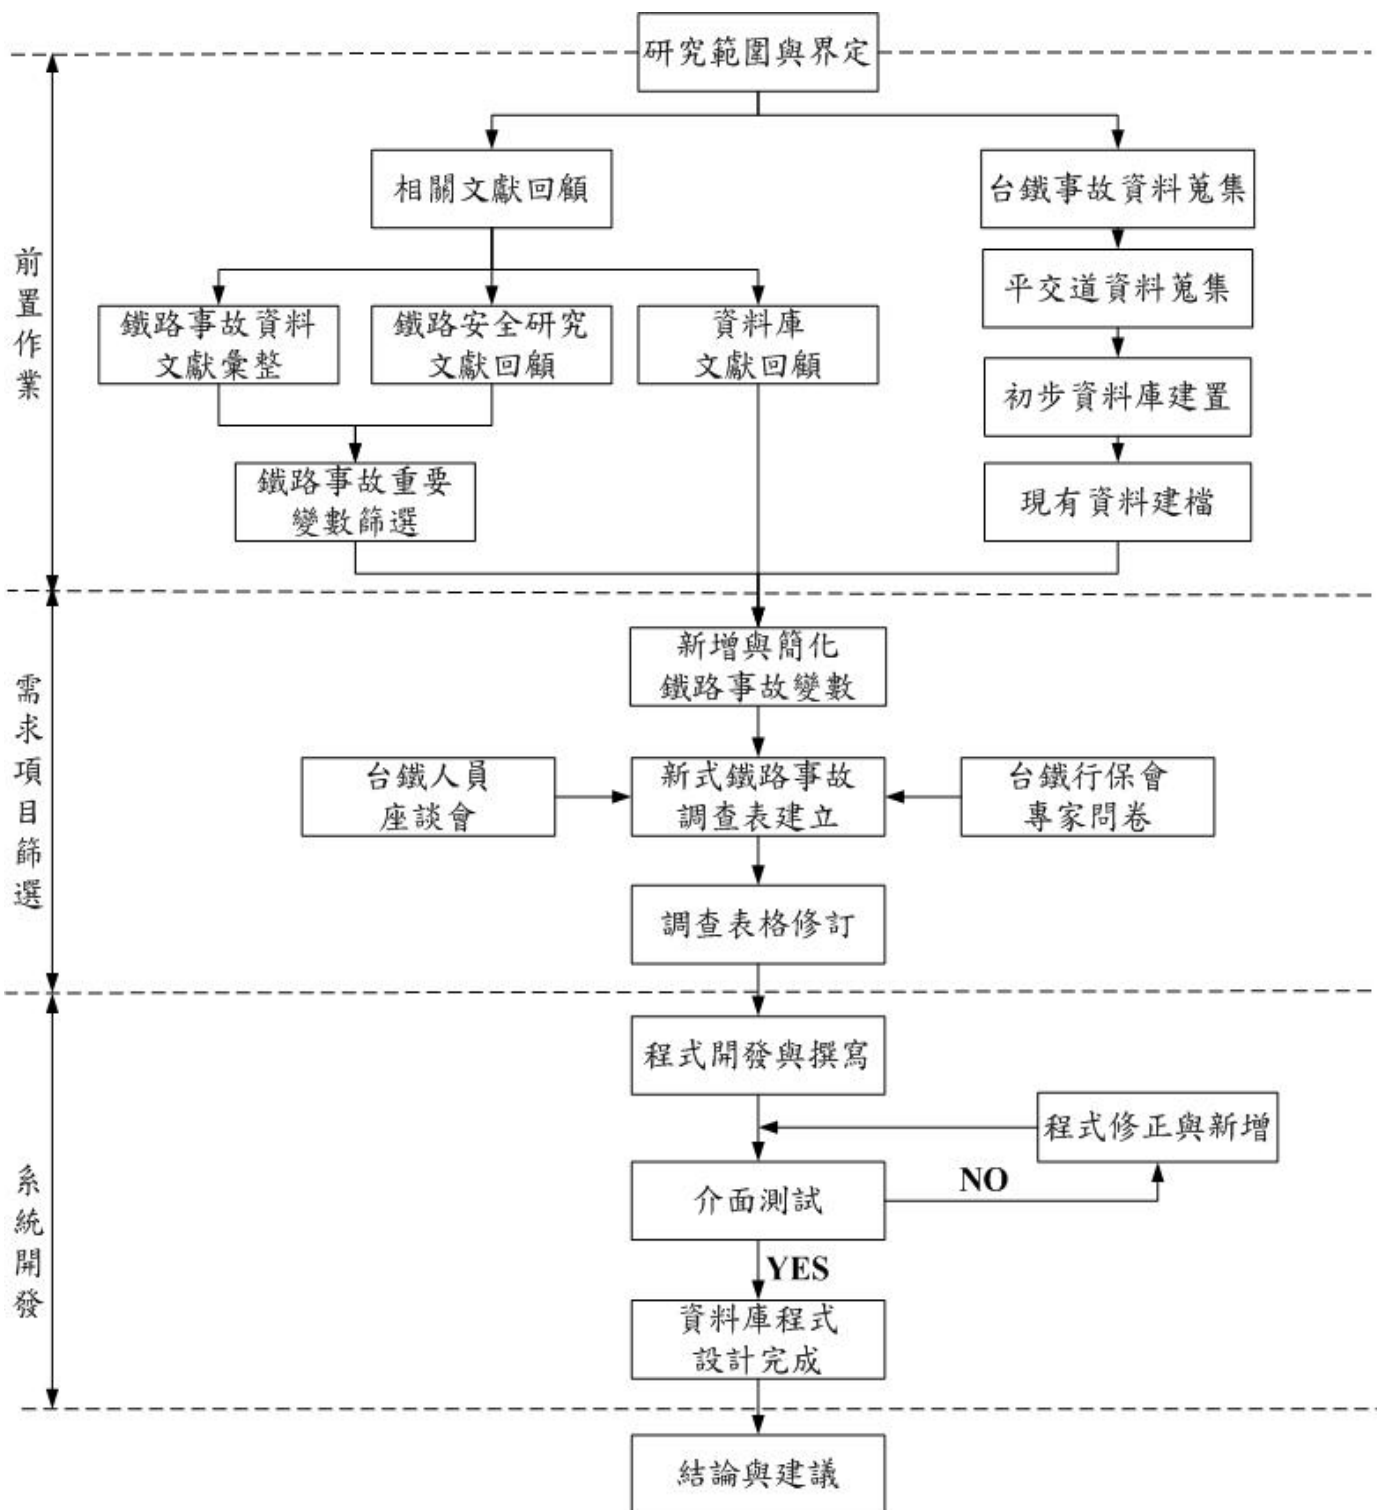 研究範圍與界定
相關文獻回顧
台鐵事故資料蒐集
平交道資料蒐集
鐵路事故資料
文獻彙整
鐵路安全研究
文獻回顧
資料庫
文獻回顧
初步資料庫建置
鐵路事故重要
變數篩選
現有資料建檔
前置作業
新增與簡化
鐵路事故變數
台鐵人員
座談會
新式鐵路事故
調查表建立
台鐵行保會
專家問卷
調查表格修訂
需求項目篩選
程式開發與撰寫
程式修正與新增
介面測試
NO
YES
資料庫程式
設計完成
系統開發
結論與建議